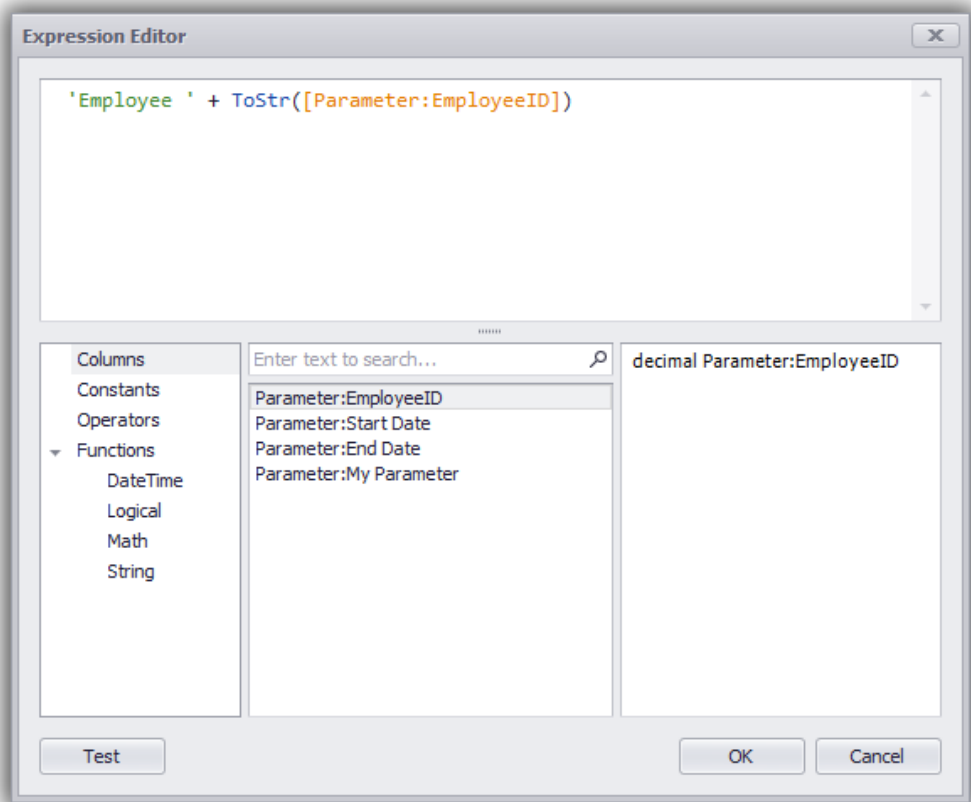 Expression Editor
'Employee ' + ToStr([Parameter:EmployeeID])
Columns
Constants
Operators
Functions
DateTime
Logical
Math
String
Enter text to search...
Parameter:EmployeeID
Parameter:Start Date
Parameter:End Date
Parameter:My Parameter
decimal Parameter:EmployeeID
Test
OK
Cancel